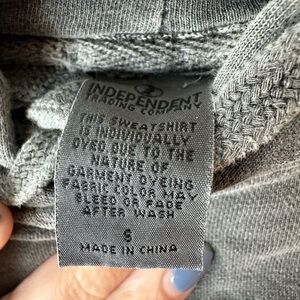 INDEPENDENT
TRADING COMPANY
THIS SWEATSHIRT
IS INDIVIDUALLY
DYED DUE TO THE
NATURE OF
GARMENT DYEING
FABRIC COLOR MAY
BLEED OR FADE
AFTER WASH
S
MADE IN CHINA